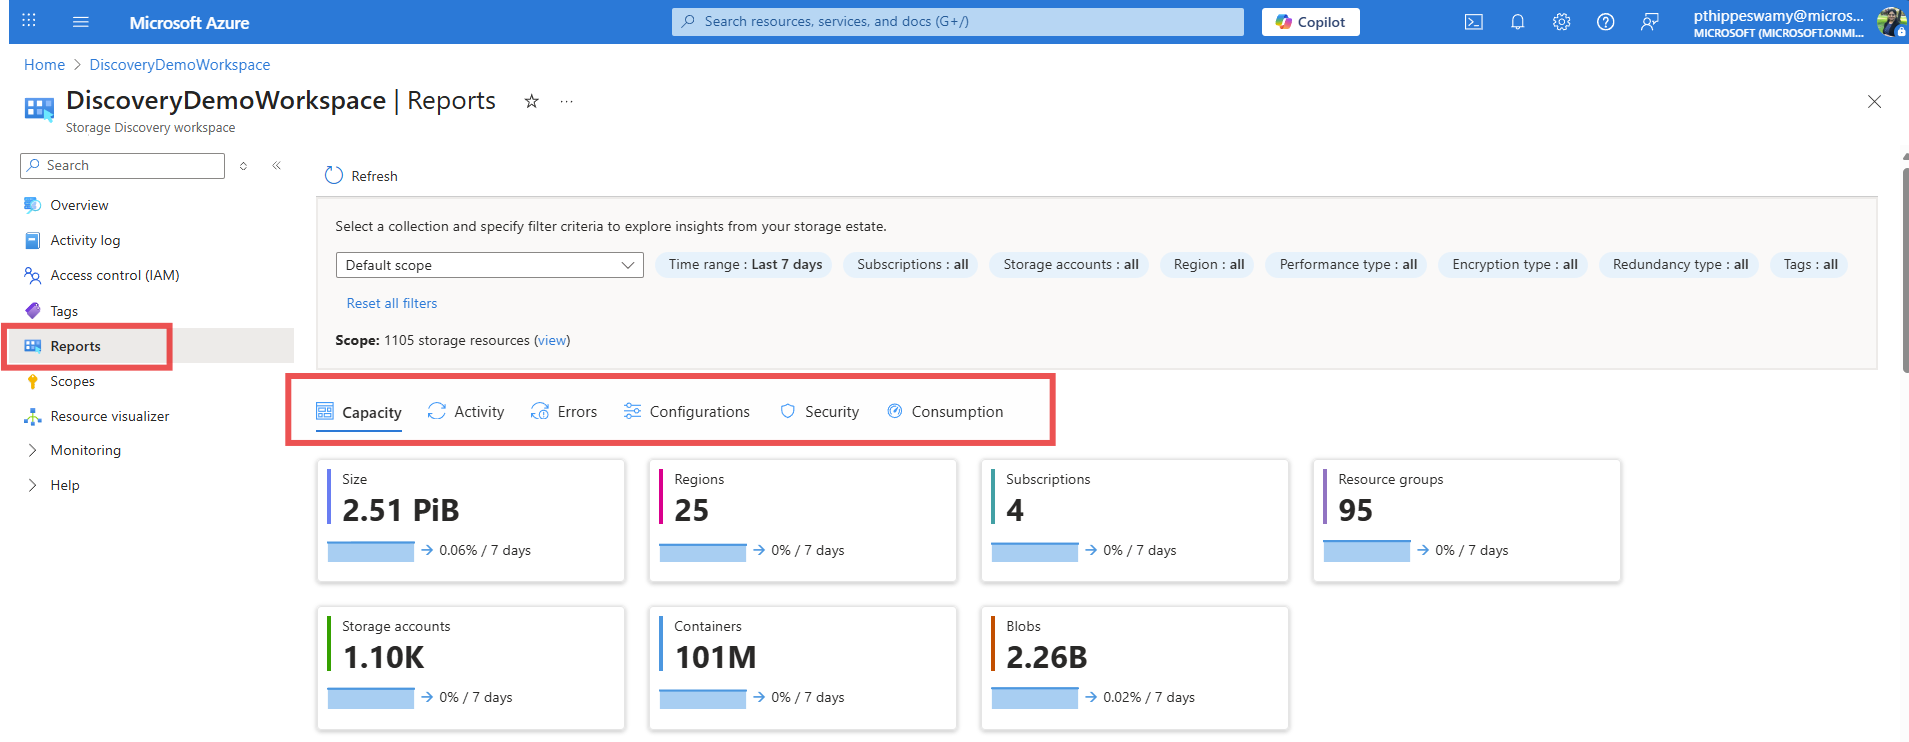 Microsoft Azure
Search resources, services, and docs (G+/)
Copilot
pthippeswamy@micros...
MICROSOFT (MICROSOFT.ONMI...
Home > DiscoveryDemoWorkspace
DiscoveryDemoWorkspace | Reports
Storage Discovery workspace
Search
Overview
Activity log
Access control (IAM)
Tags
Reports
Scopes
Resource visualizer
Monitoring
Help
Refresh
Select a collection and specify filter criteria to explore insights from your storage estate.
Default scope
Time range : Last 7 days
Subscriptions : all
Storage accounts : all
Region : all
Performance type : all
Encryption type : all
Redundancy type : all
Tags : all
Reset all filters
Scope: 1105 storage resources (view)
Capacity
Activity
Errors
Configurations
Security
Consumption
Size
2.51 PiB
0.06% / 7 days
Regions
25
0% / 7 days
Subscriptions
4
0% / 7 days
Resource groups
95
0% / 7 days
Storage accounts
1.10K
0% / 7 days
Containers
101M
0% / 7 days
Blobs
2.26B
0.02% / 7 days